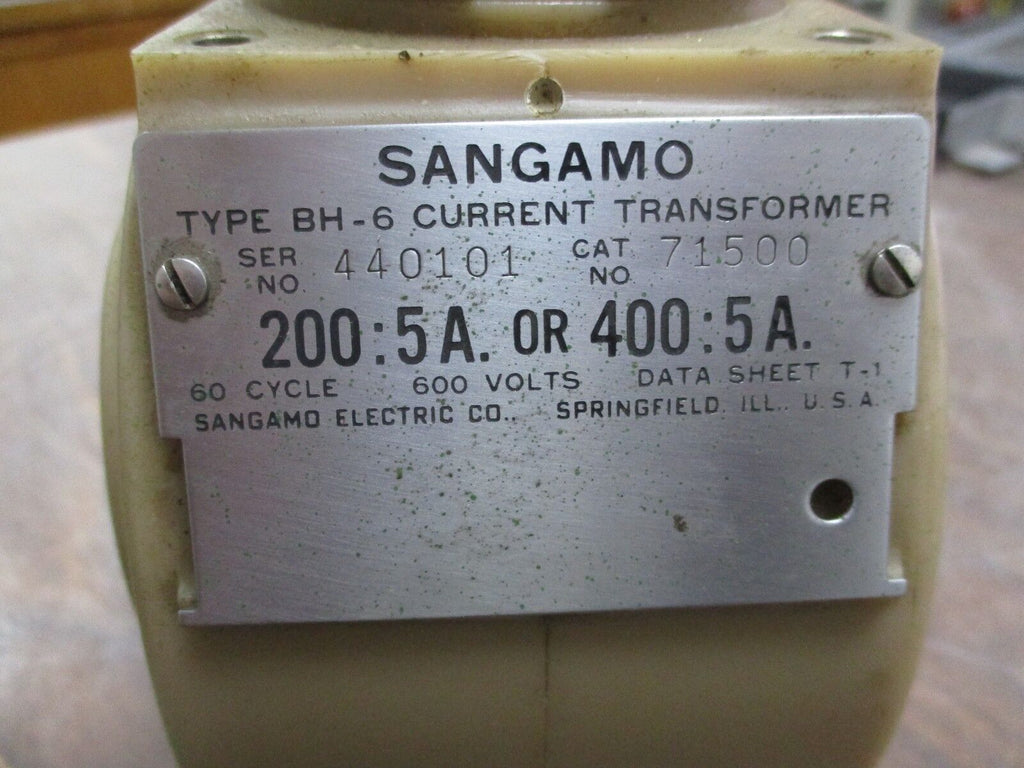 SANGAMO
TYPE BH-6 CURRENT TRANSFORMER
SER NO. 440101 CAT NO. 71500
200:5A. OR 400:5A.
60 CYCLE 600 VOLTS DATA SHEET T-1
SANGAMO ELECTRIC CO., SPRINGFIELD, ILL., U.S.A.